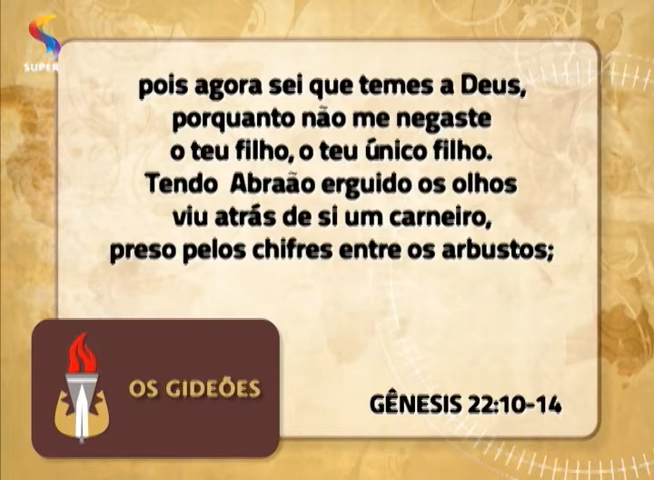 SUPER
pois agora sei que temes a Deus,
porquanto não me negaste
o teu filho, o teu único filho.
Tendo Abraão erguido os olhos
viu atrás de si um carneiro,
preso pelos chifres entre os arbustos;
OS GIDEÕES
GÊNESIS 22:10-14